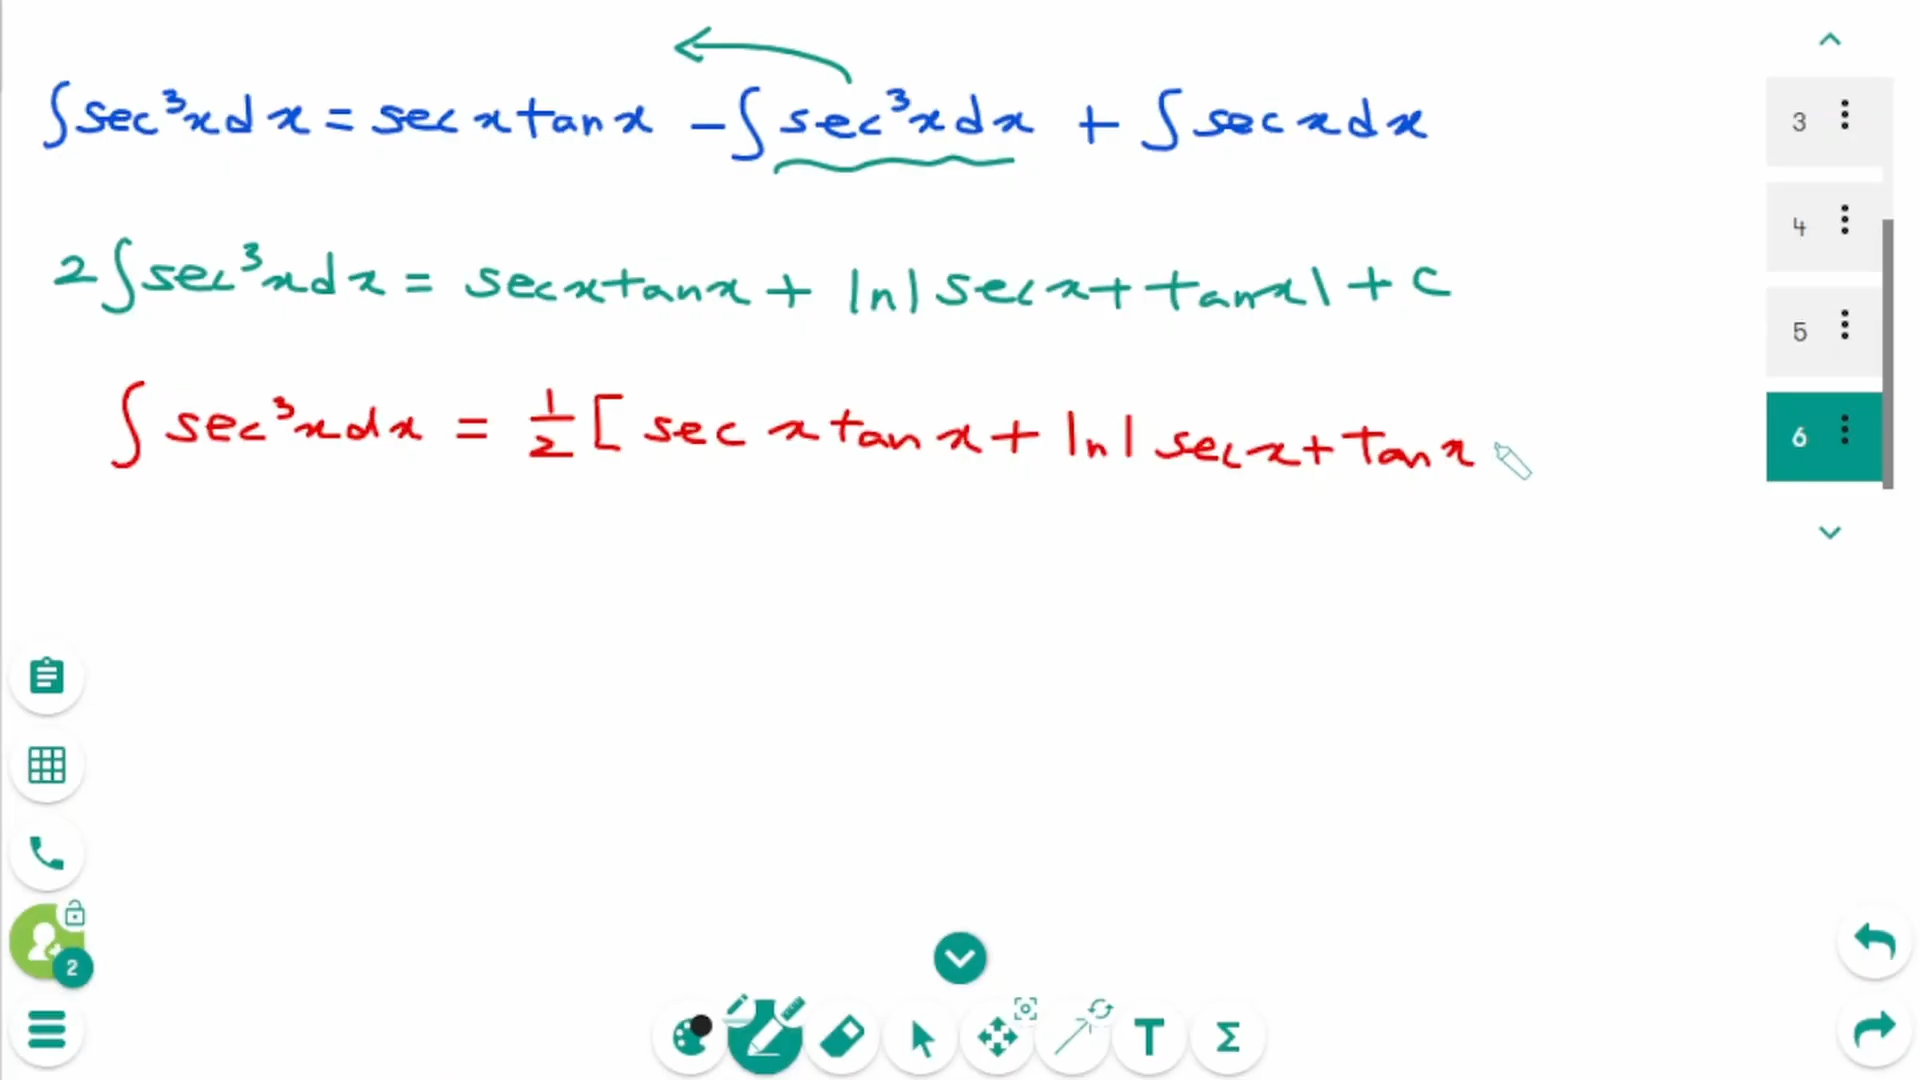 ∫sec³x dx = sec x tan x − ∫sec³x dx + ∫sec x dx
2∫sec³x dx = sec x tan x + ln|sec x + tan x| + c
∫sec³x dx = 1/2 [ sec x tan x + ln|sec x + tan x
3
4
5
6
2
T
Σ